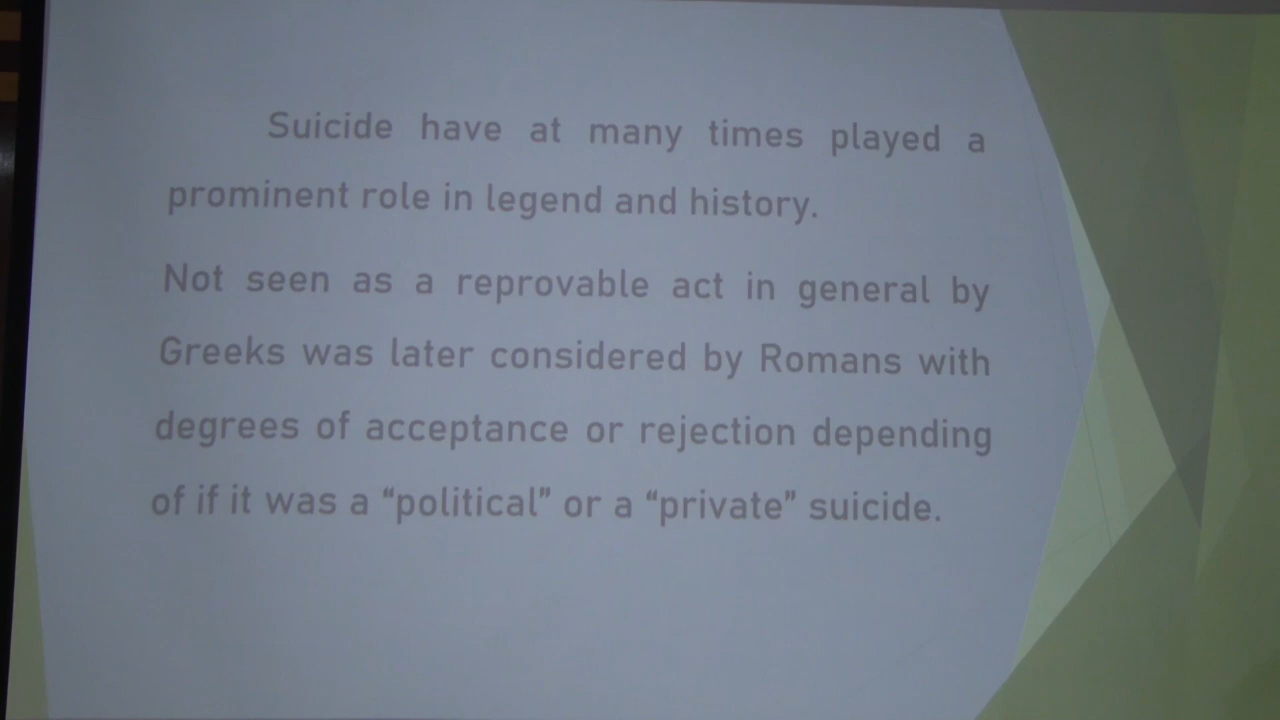 Suicide have at many times played a
prominent role in legend and history.
Not seen as a reprovable act in general by
Greeks was later considered by Romans with
degrees of acceptance or rejection depending
of if it was a “political” or a “private” suicide.